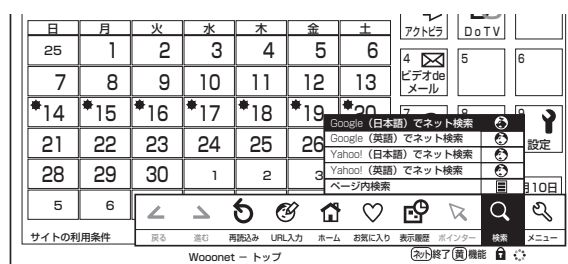 日 月 火 水 木 金 土
アクトビラ
DoTV
25 1 2 3 4 5 6
4
5
6
ビデオde
メール
7 8 9 10 11 12 13
14 15 16 17 18 19 20
7 8 9
Google（日本語）でネット検索
Google（英語）でネット検索
Yahoo!（日本語）でネット検索
Yahoo!（英語）でネット検索
ページ内検索
設定
21 22 23 24 25 26
28 29 30 1 2 3
月10日
5 6
戻る 進む 再読込み URL入力 ホーム お気に入り 表示履歴 ポインター 検索 メニュー
サイトの利用条件
Wooonet － トップ
ネット終了 黄 機能